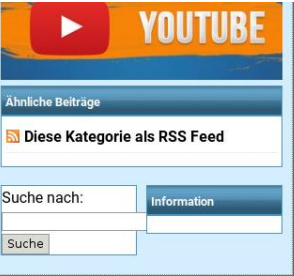 YOUTUBE
Ähnliche Beiträge
Diese Kategorie als RSS Feed
Suche nach:
Information
Suche